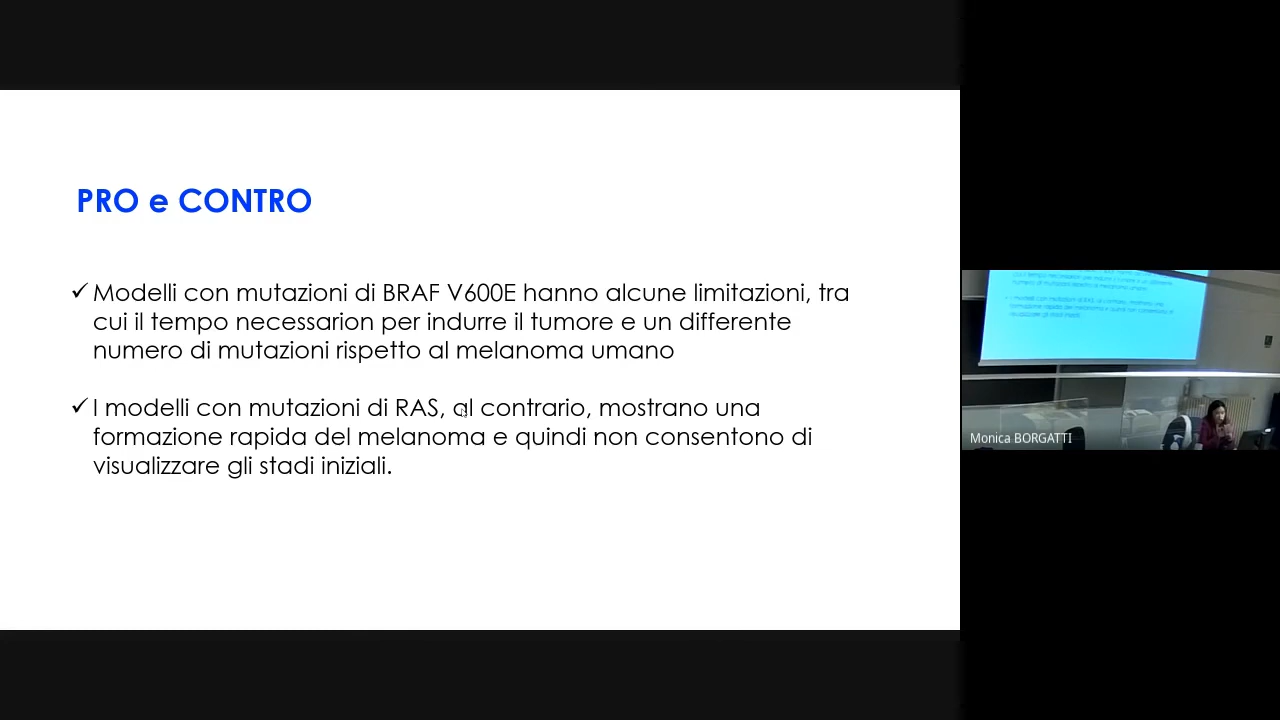 PRO e CONTRO
✓ Modelli con mutazioni di BRAF V600E hanno alcune limitazioni, tra
cui il tempo necessarion per indurre il tumore e un differente
numero di mutazioni rispetto al melanoma umano
✓ I modelli con mutazioni di RAS, al contrario, mostrano una
formazione rapida del melanoma e quindi non consentono di
visualizzare gli stadi iniziali.
Monica BORGATTI